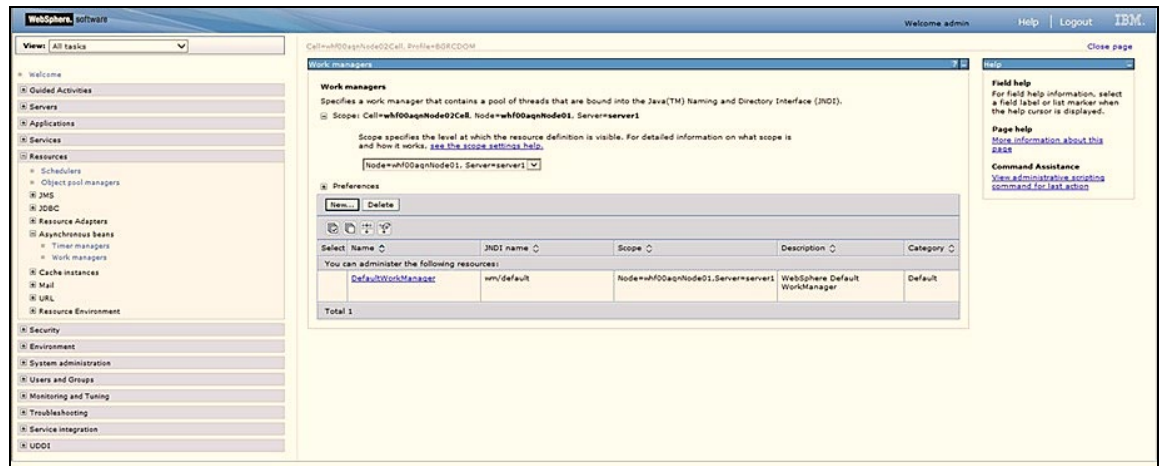 WebSphere. software
Welcome admin
Help | Logout
IBM.
View: All tasks
Cell=whf00aqnNode02Cell, Profile=BORCDOM
Close page
Welcome
Guided Activities
Servers
Applications
Services
Resources
Schedulers
Object pool managers
JMS
JDBC
Resource Adapters
Asynchronous beans
Timer managers
Work managers
Cache instances
Mail
URL
Resource Environment
Security
Environment
System administration
Users and Groups
Monitoring and Tuning
Troubleshooting
Service integration
UDDI
Work managers
?
Work managers
Specifies a work manager that contains a pool of threads that are bound into the Java(TM) Naming and Directory Interface (JNDI).
Scope: Cell=whf00aqnNode02Cell, Node=whf00aqnNode01, Server=server1
Scope specifies the level at which the resource definition is visible. For detailed information on what scope is
and how it works, see the scope settings help.
Node=whf00aqnNode01, Server=server1
Preferences
New... Delete
Select Name JNDI name Scope Description Category
You can administer the following resources:
DefaultWorkManager wm/default Node=whf00aqnNode01,Server=server1 WebSphere Default Default
WorkManager
Total 1
Help
Field help
For field help information, select
a field label or list marker when
the help cursor is displayed.
Page help
More information about this
page
Command Assistance
View administrative scripting
command for last action